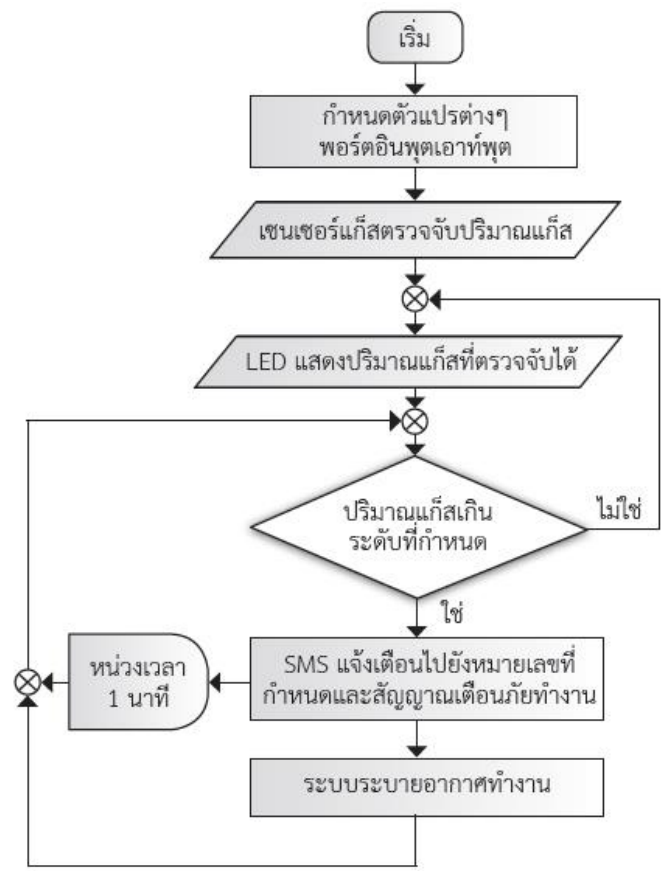 เริ่ม
กำหนดตัวแปรต่างๆ
พอร์ตอินพุตเอาท์พุต
เซนเซอร์แก็สตรวจจับปริมาณแก็ส
LED แสดงปริมาณแก็สที่ตรวจจับได้
ปริมาณแก็สเกิน
ระดับที่กำหนด
ไม่ใช่
ใช่
SMS แจ้งเตือนไปยังหมายเลขที่
กำหนดและสัญญาณเตือนภัยทำงาน
หน่วงเวลา
1 นาที
ระบบระบายอากาศทำงาน